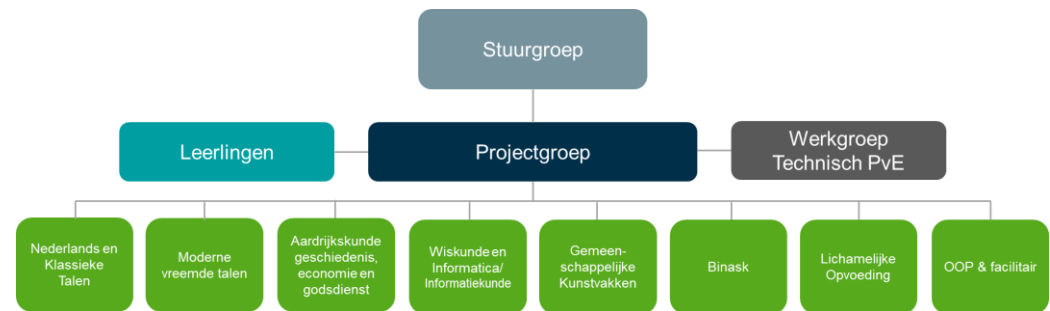 Stuurgroep
Leerlingen
Projectgroep
Werkgroep
Technisch PvE
Nederlands en
Klassieke
Talen
Moderne
vreemde talen
Aardrijkskunde
geschiedenis,
economie en
godsdienst
Wiskunde en
Informatica/
Informatiekunde
Gemeen-
schappelijke
Kunstvakken
Binask
Lichamelijke
Opvoeding
OOP & facilitair